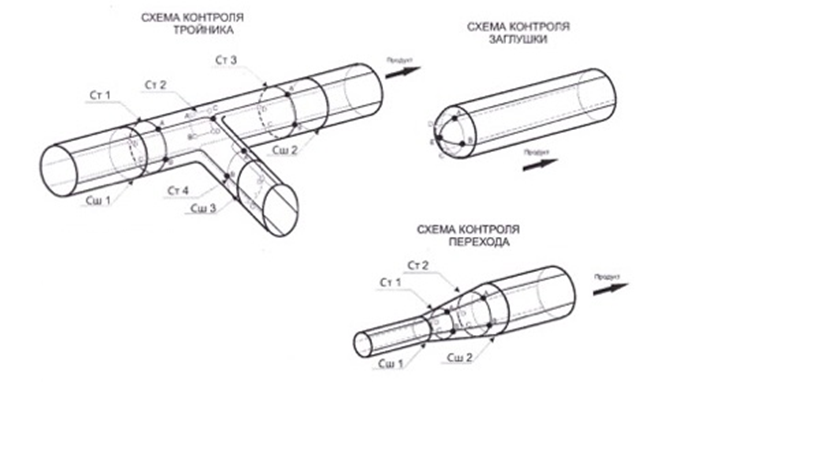 СХЕМА КОНТРОЛЯ
ТРОЙНИКА
Ст 1
Ст 2
Ст 3
Продукт
A
B
C
D
A
B
C
D
A
B
C
D
A
B
Сш 1
Сш 2
Ст 4
Сш 3
СХЕМА КОНТРОЛЯ
ЗАГЛУШКИ
A
B
C
D
E
Продукт
СХЕМА КОНТРОЛЯ
ПЕРЕХОДА
Ст 1
Ст 2
Продукт
A
B
C
D
A
B
C
Сш 1
Сш 2